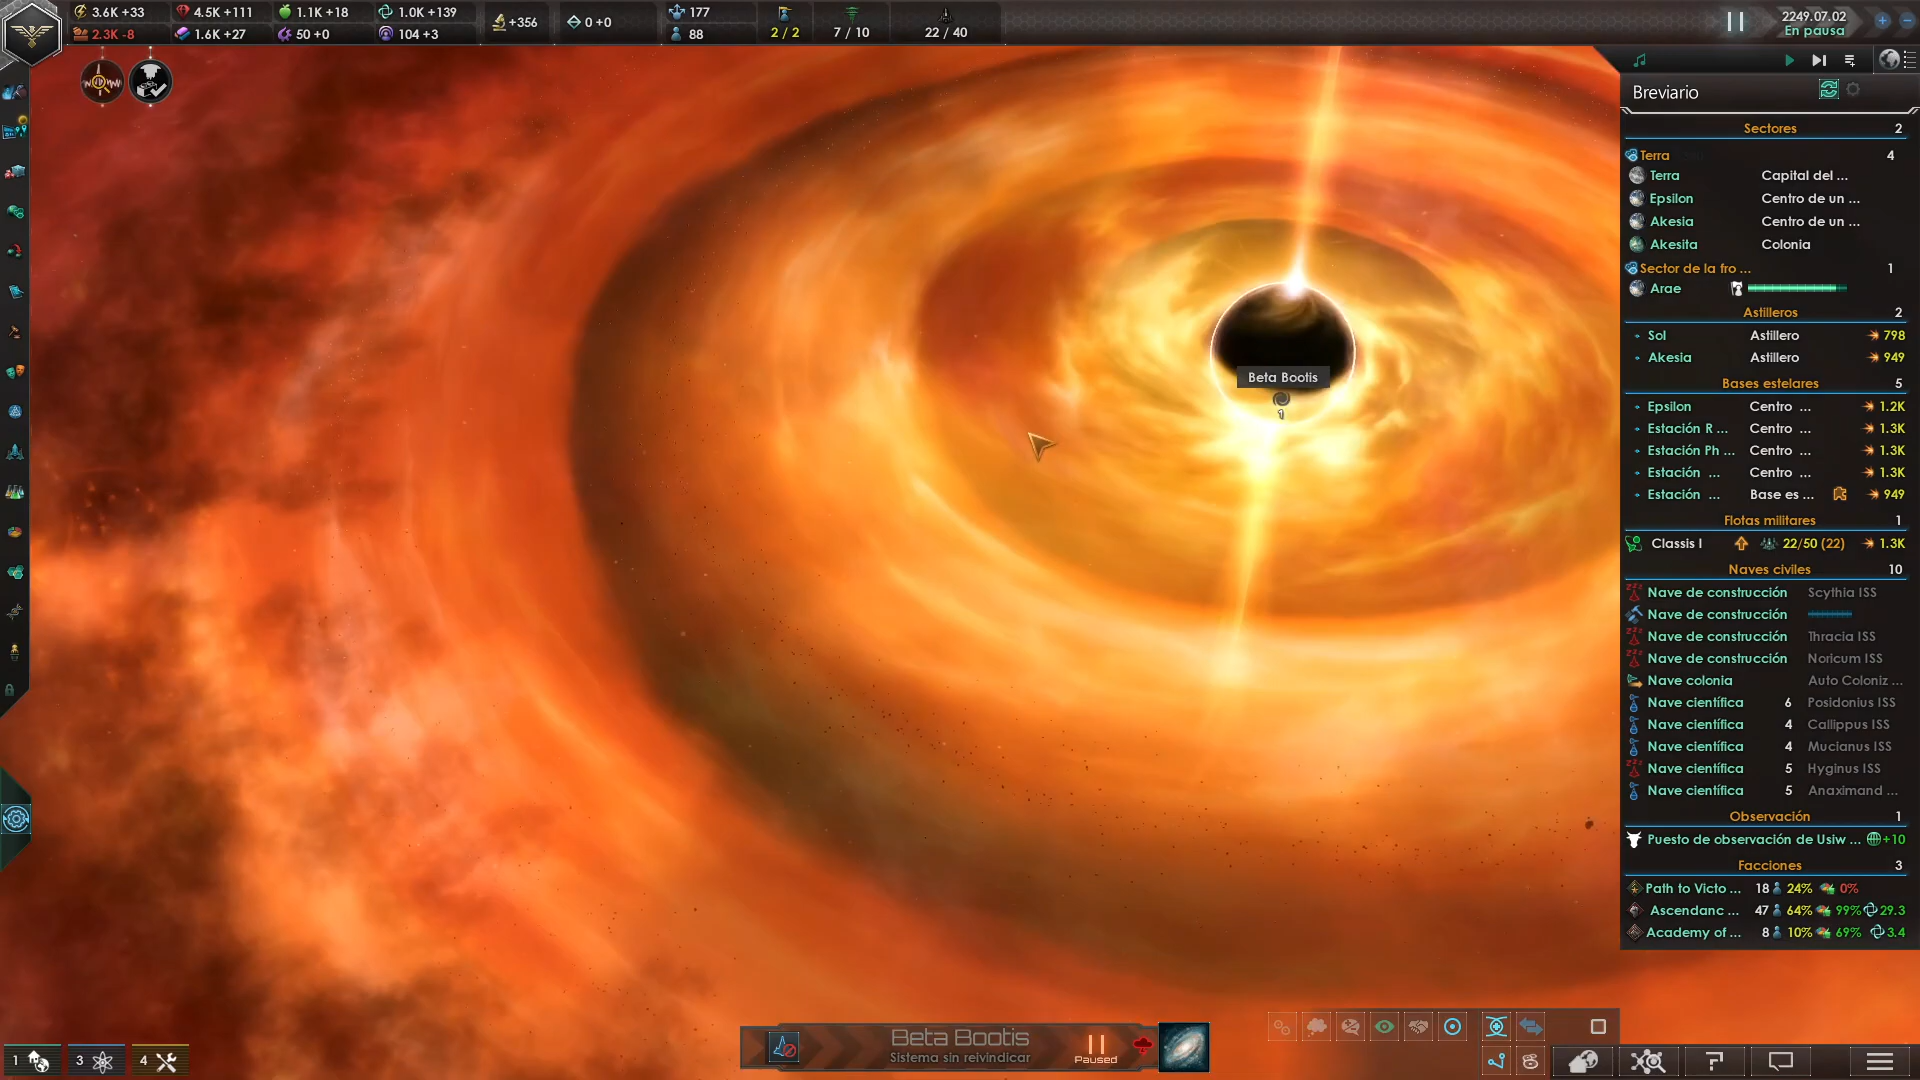 3.6K +33
4.5K +111
1.1K +18
1.0K +139
2.3K -8
1.6K +27
50 +0
104 +3
+356
0 +0
177
88
2 / 2
7 / 10
22 / 40
2249.07.02
En pausa
Breviario
Sectores 2
Terra 4
Terra Capital del ...
Epsilon Centro de un ...
Akesia Centro de un ...
Akesita Colonia
Sector de la fro ... 1
Arae
Astilleros 2
Sol Astillero 798
Akesia Astillero 949
Bases estelares 5
Epsilon Centro ... 1.2K
Estación R ... Centro ... 1.3K
Estación Ph ... Centro ... 1.3K
Estación ... Centro ... 1.3K
Estación ... Base es ... 949
Flotas militares 1
Classis I 22/50 (22) 1.3K
Naves civiles 10
Nave de construcción Scythia ISS
Nave de construcción
Nave de construcción Thracia ISS
Nave de construcción Noricum ISS
Nave colonia Auto Coloniz ...
Nave científica 6 Posidonius ISS
Nave científica 4 Callippus ISS
Nave científica 4 Mucianus ISS
Nave científica 5 Hyginus ISS
Nave científica 5 Anaximand ...
Observación 1
Puesto de observación de Usiw ... +10
Facciones 3
Path to Victo ... 18 24% 0%
Ascendanc ... 47 64% 99% 29.3
Academy of ... 8 10% 69% 3.4
Beta Bootis
1
Beta Bootis
Sistema sin reivindicar
Paused
1
3
4